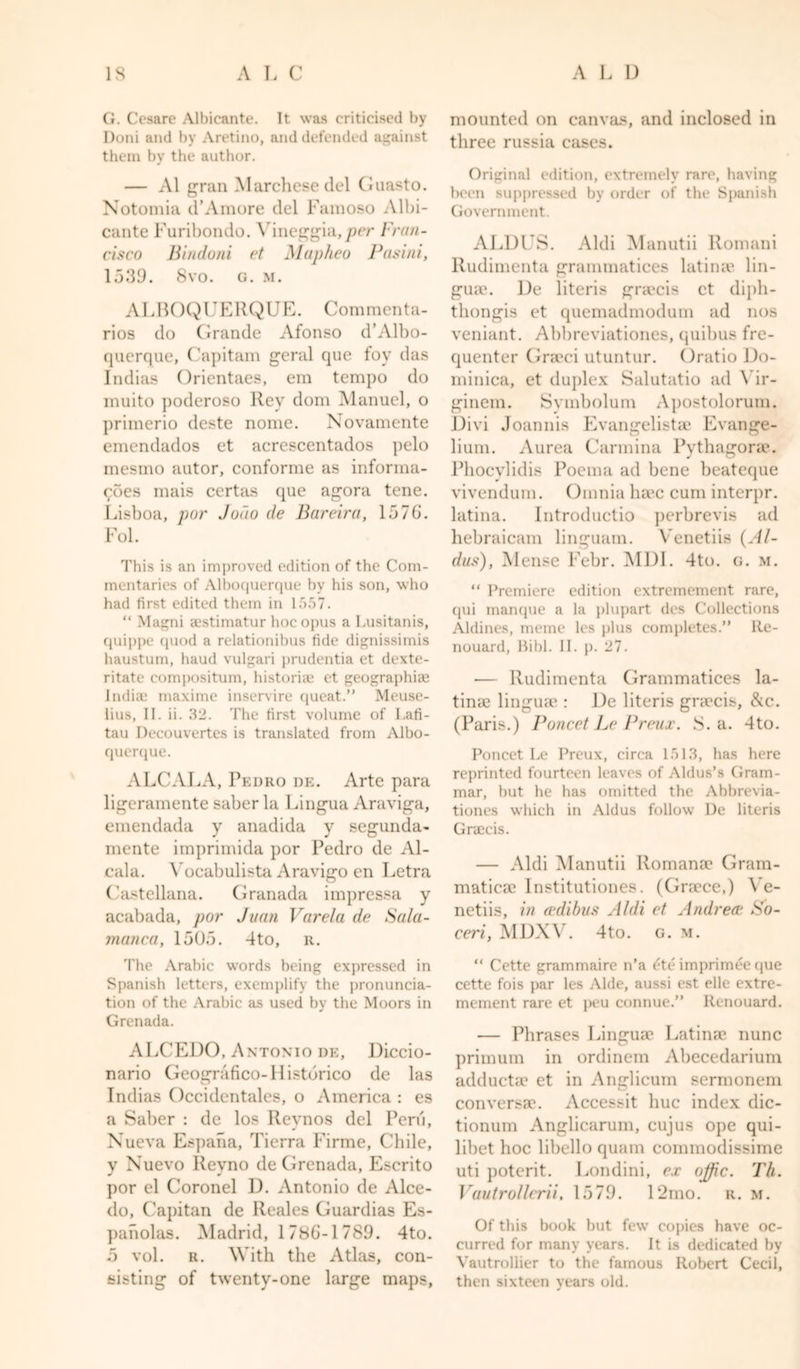 18 A L C
G. Cesare Albicante. It was criticised by
Doni and by Aretino, and defended against
them by the author.
— Al gran Marchese del Guasto.
Notomia d'Amore del Famoso Albi-
cante Furibondo. Vineggia, per Fran-
cisco Bindoni et Mapheo Pasini,
1539. 8vo. G. M.
ALBOQUERQUE. Commenta-
rios do Grande Afonso d'Albo-
querque, Capitam geral que foy das
Indias Orientaes, em tempo do
muito poderoso Rey dom Manuel, o
primerio deste nome. Novamente
emendados et acrescentados pelo
mesmo autor, conforme as informa-
ções mais certas que agora tene.
Lisboa, por João de Bareira, 1576.
Fol.
This is an improved edition of the Com-
mentaries of Alboquerque by his son, who
had first edited them in 1557.
“ Magni æstimatur hoc opus a Lusitanis,
quippe quod a relationibus fide dignissimis
haustum, haud vulgari prudentia et dexte-
ritate compositum, historiæ et geographiæ
Indiæ maxime inservire queat.” Meuse-
lius, II. ii. 32. The first volume of Lafi-
tau Decouvertes is translated from Albo-
querque.
ALCALA, PEDRO DE. Arte para
ligeramente saber la Lingua Araviga,
emendada y anadida y segunda-
mente imprimida por Pedro de Al-
cala. Vocabulista Aravigo en Letra
Castellana. Granada impressa y
acabada, por Juan Varela de Sala-
manca, 1505. 4to, R.
The Arabic words being expressed in
Spanish letters, exemplify the pronuncia-
tion of the Arabic as used by the Moors in
Grenada.
ALCEDO, ANTONIO DE, Diccio-
nario Geográfico-Histórico de las
Indias Occidentales, o America : es
a Saber : de los Reynos del Perú,
Nueva España, Tierra Firme, Chile,
y Nuevo Reyno de Grenada, Escrito
por el Coronel D. Antonio de Alce-
do, Capitan de Reales Guardias Es-
pañolas. Madrid, 1786-1789. 4to.
5 vol. R. With the Atlas, con-
sisting of twenty-one large maps,
A L D
mounted on canvas, and inclosed in
three russia cases.
Original edition, extremely rare, having
been suppressed by order of the Spanish
Government.
ALDUS. Aldi Manutii Romani
Rudimenta grammatices latinæ lin-
guæ. De literis græcis et diph-
thongis et quemadmodum ad nos
veniant. Abbreviationes, quibus fre-
quenter Græci utuntur. Oratio Do-
minica, et duplex Salutatio ad Vir-
ginem. Symbolum Apostolorum.
Divi Joannis Evangelistæ Evange-
lium. Aurea Carmina Pythagoræ.
Phocylidis Poema ad bene beateque
vivendum. Omnia hæc cum interpr.
latina. Introductio perbrevis ad
hebraicam linguam. Venetiis (Al-
dus), Mense Febr. MDI. 4to. G. M.
“ Premiere edition extremement rare,
qui manque a la plupart des Collections
Aldines, meme les plus completes.” Re-
nouard, Bibl. II. p. 27.
— Rudimenta Grammatices la-
tinæ linguæ : De literis græcis, &c.
(Paris.) Poncet Le Preux. S. a. 4to.
Poncet Le Preux, circa 1513, has here
reprinted fourteen leaves of Aldus's Gram-
mar, but he has omitted the Abbrevia-
tiones which in Aldus follow De literis
Græcis.
— Aldi Manutii Romanæ Gram-
maticæ Institutiones. (Græce,) Ve-
netiis, in ædibus Aldi et Andreæ So-
ceri, MDXV. 4to. G. M.
“ Cette grammaire n'a été imprimée que
cette fois par les Alde, aussi est elle extre-
mement rare et peu connue.” Renouard.
— Phrases Linguæ Latinæ nunc
primum in ordinem Abecedarium
adductæ et in Anglicum sermonem
conversæ. Accessit huc index dic-
tionum Anglicarum, cujus ope qui-
libet hoc libello quam commodissime
uti poterit. Londini, ex offic. Th.
Vautrollerii, 1579. 12mo. R. M.
Of this book but few copies have oc-
curred for many years. It is dedicated by
Vautrollier to the famous Robert Cecil,
then sixteen years old.